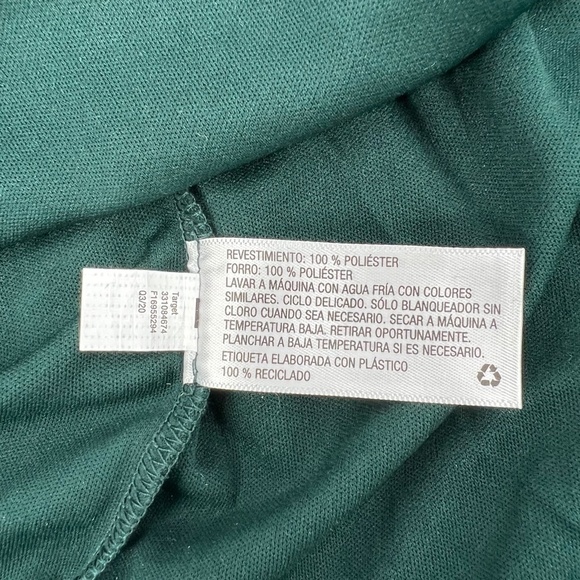 REVESTIMIENTO: 100 % POLIÉSTER
FORRO: 100 % POLIÉSTER
LAVAR A MÁQUINA CON AGUA FRÍA CON COLORES
SIMILARES. CICLO DELICADO. SÓLO BLANQUEADOR SIN
CLORO CUANDO SEA NECESARIO. SECAR A MÁQUINA A
TEMPERATURA BAJA. RETIRAR OPORTUNAMENTE.
PLANCHAR A BAJA TEMPERATURA SI ES NECESARIO.
ETIQUETA ELABORADA CON PLÁSTICO
100 % RECICLADO
Target
331084674
F16955294
03/20